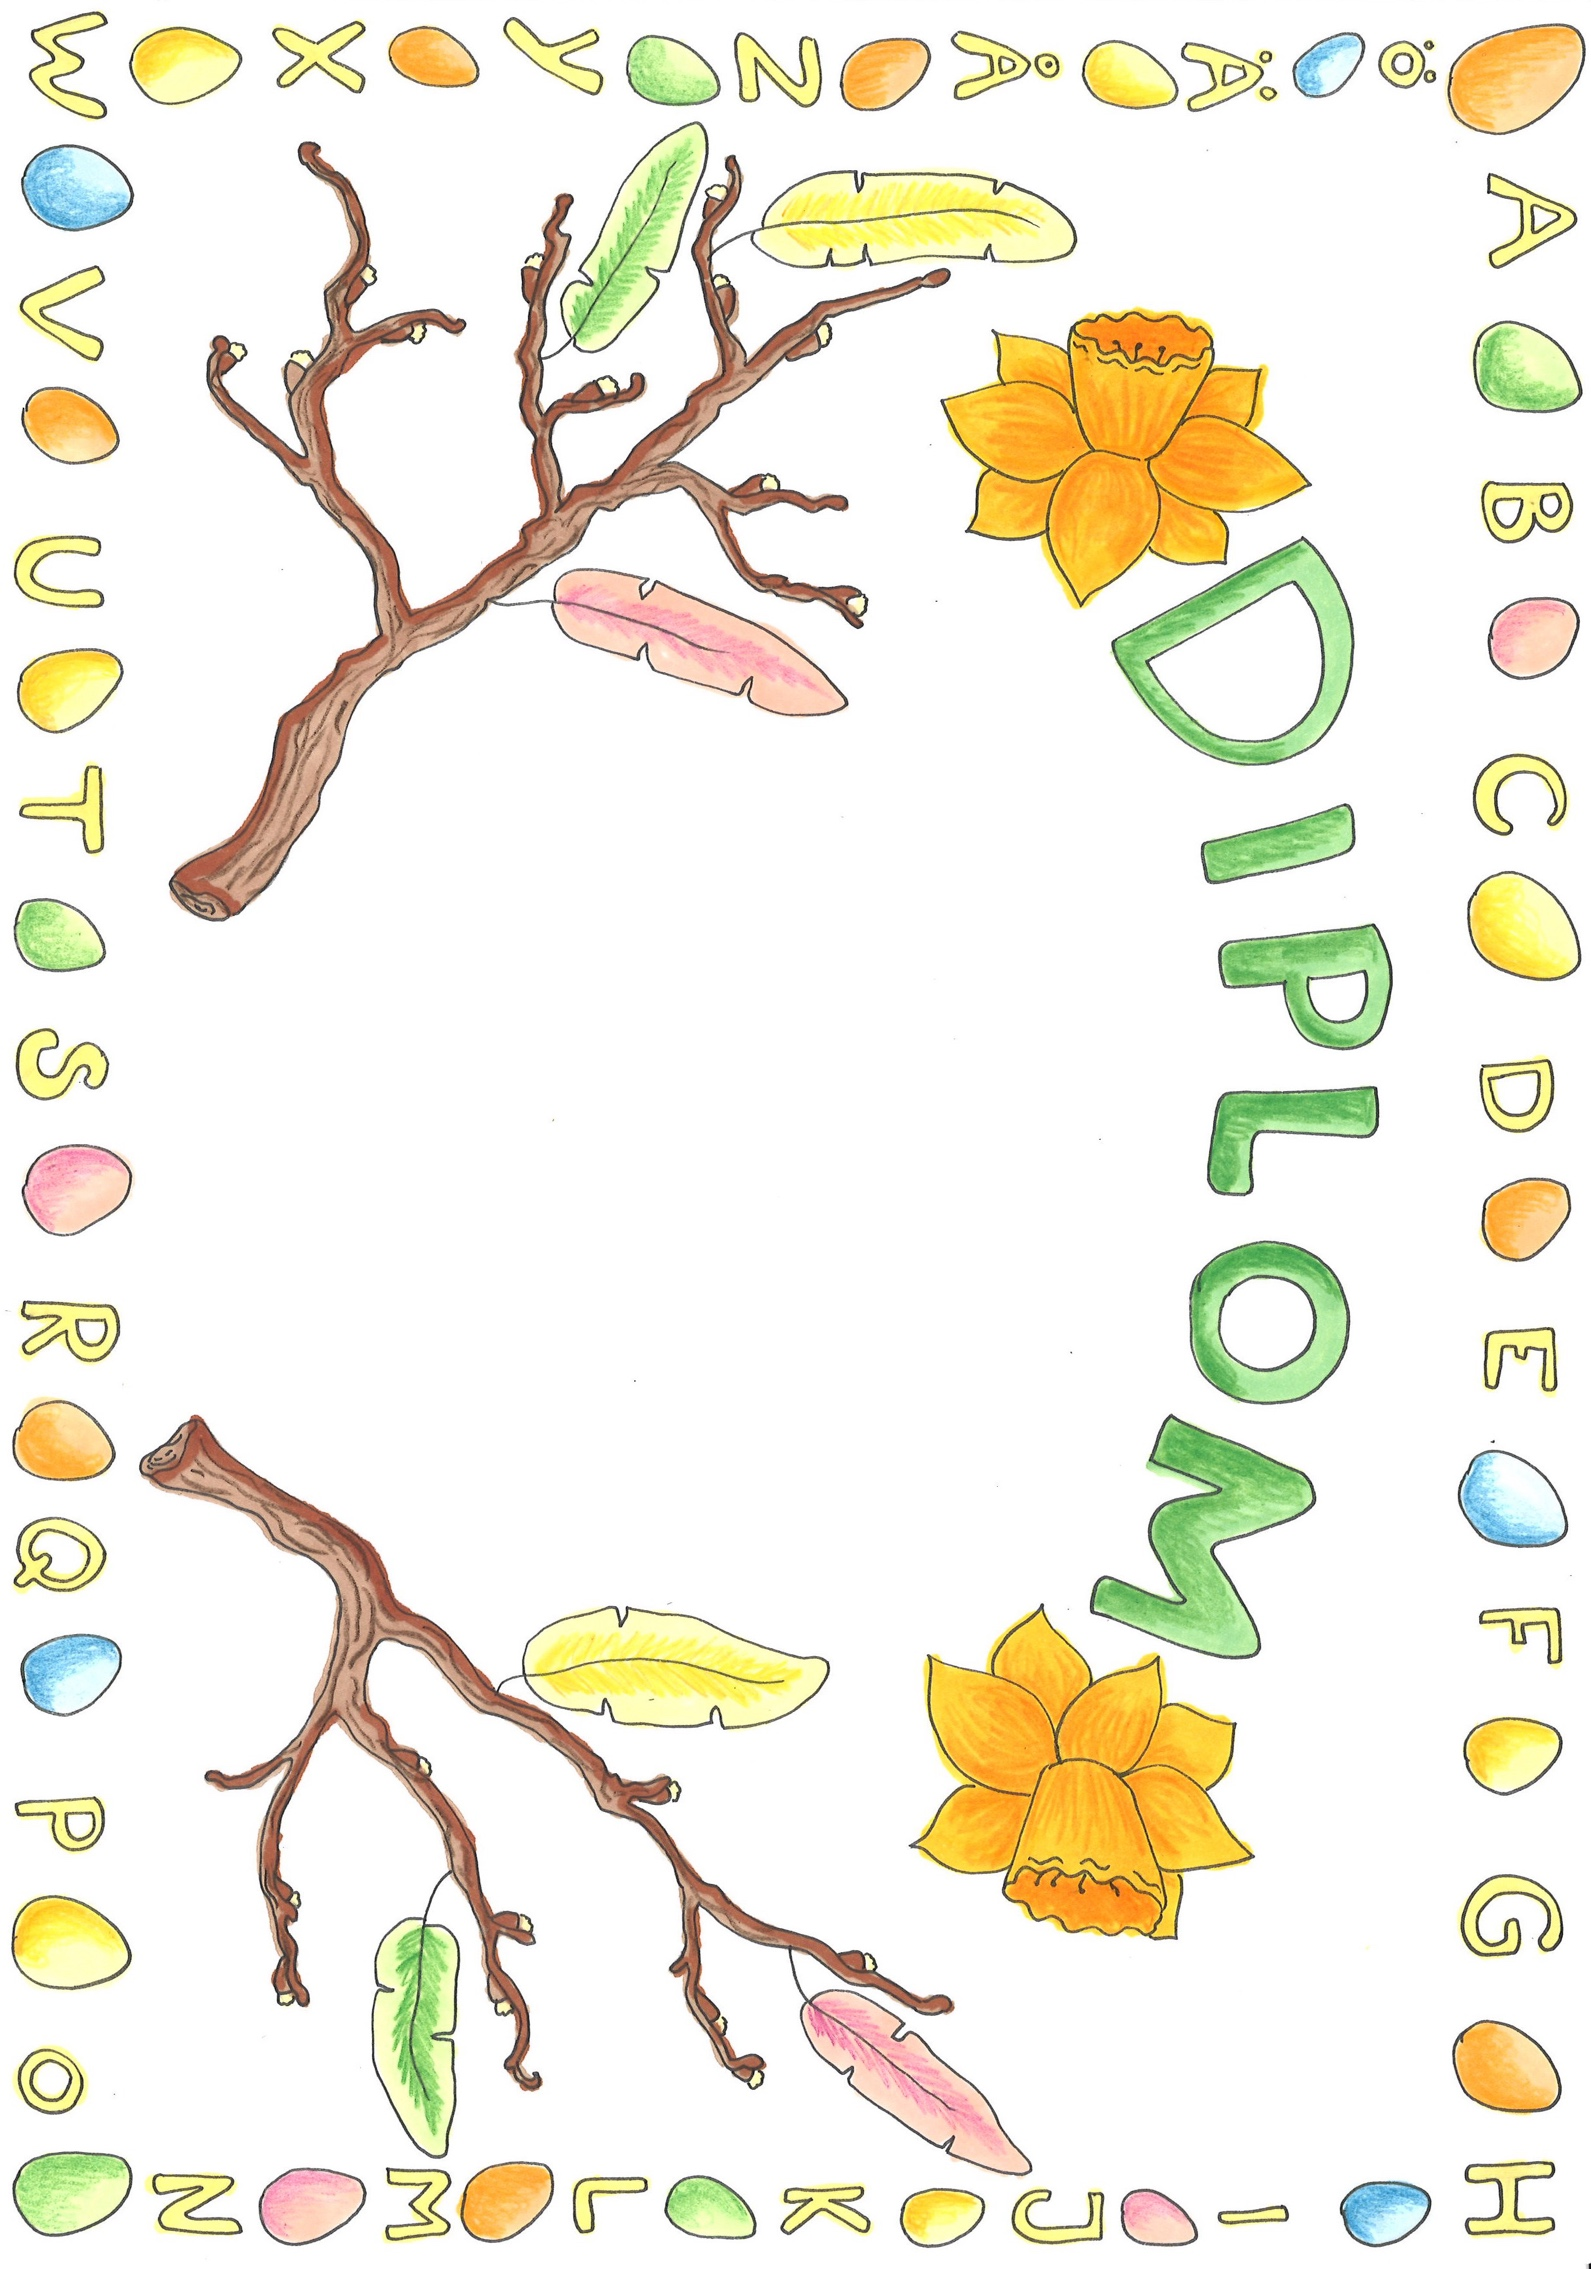 A B C D E F G H
I J K L M N
O P Q R S T U V W
X Y Z Å Ä Ö
DIPLOM